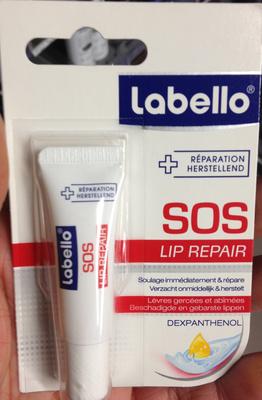 Labello®
RÉPARATION
HERSTELLEND
SOS
LIP REPAIR
Soulage immédiatement & répare
Verzacht onmiddelijk & herstelt
Lèvres gercées et abîmées
Beschadigde en gebarste lippen
DEXPANTHENOL
RÉPARATION
HERSTELLEND
Labello
SOS
LIP REPAIR